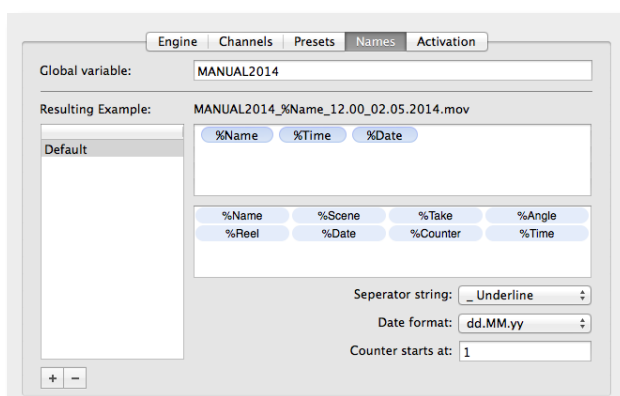 Engine Channels Presets Names Activation
Global variable: MANUAL2014
Resulting Example: MANUAL2014_%Name_12.00_02.05.2014.mov
%Name %Time %Date
Default
%Name %Scene %Take %Angle
%Reel %Date %Counter %Time
Seperator string: _ Underline
Date format: dd.MM.yy
Counter starts at: 1
+ −